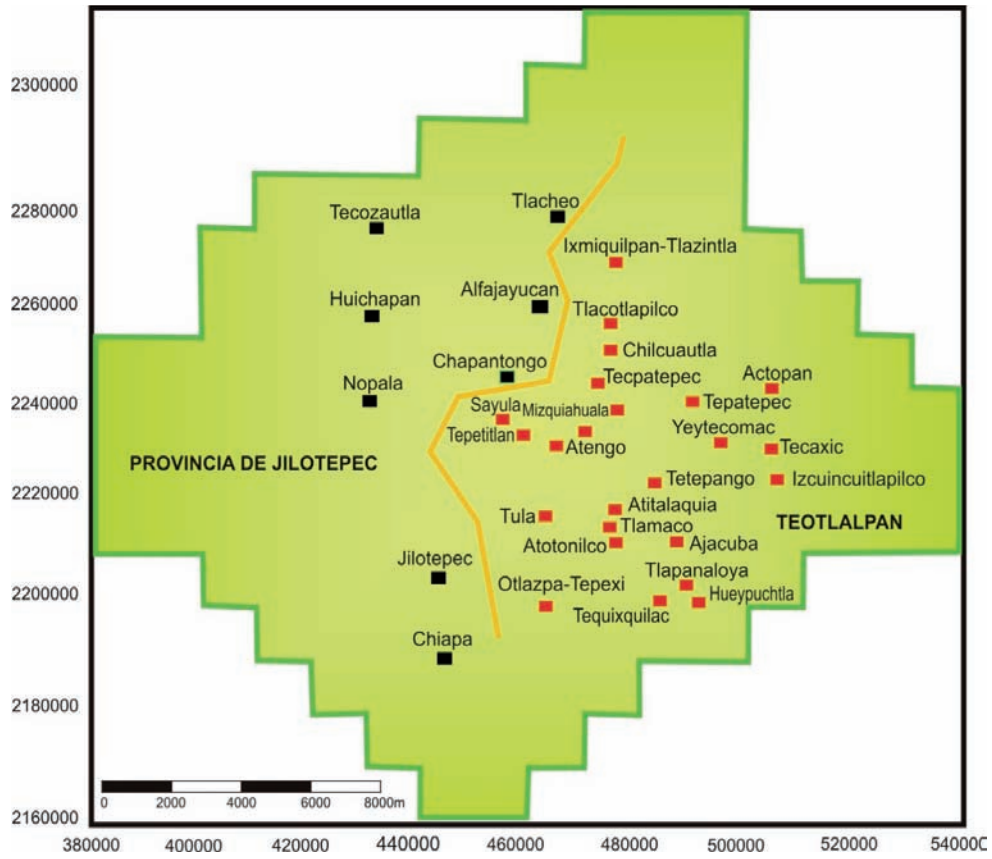 2300000
Tlacheo
Tecozautla
2280000
Ixmiquilpan-Tlazintla
Alfajayucan
Huichapan
2260000
Tlacotlapilco
Chilcuautla
Chapantongo
Tecpatepec
Actopan
Nopala
2240000
Sayula
Mizquiahuala
Tepatepec
Yeytecomac
Tepetitlan
Atengo
Tecaxic
PROVINCIA DE JILOTEPEC
Tetepango
Izcuincuitlapilco
2220000
Atitalaquia
Tula
Tlamaco
TEOTLALPAN
Atotonilco
Ajacuba
Jilotepec
Tlapanaloya
Otlazpa-Tepexi
2200000
Hueypuchtla
Tequixquilac
Chiapa
2180000
0 2000 4000 6000 8000m
2160000
380000 400000 420000 440000 460000 480000 500000 520000 54000C